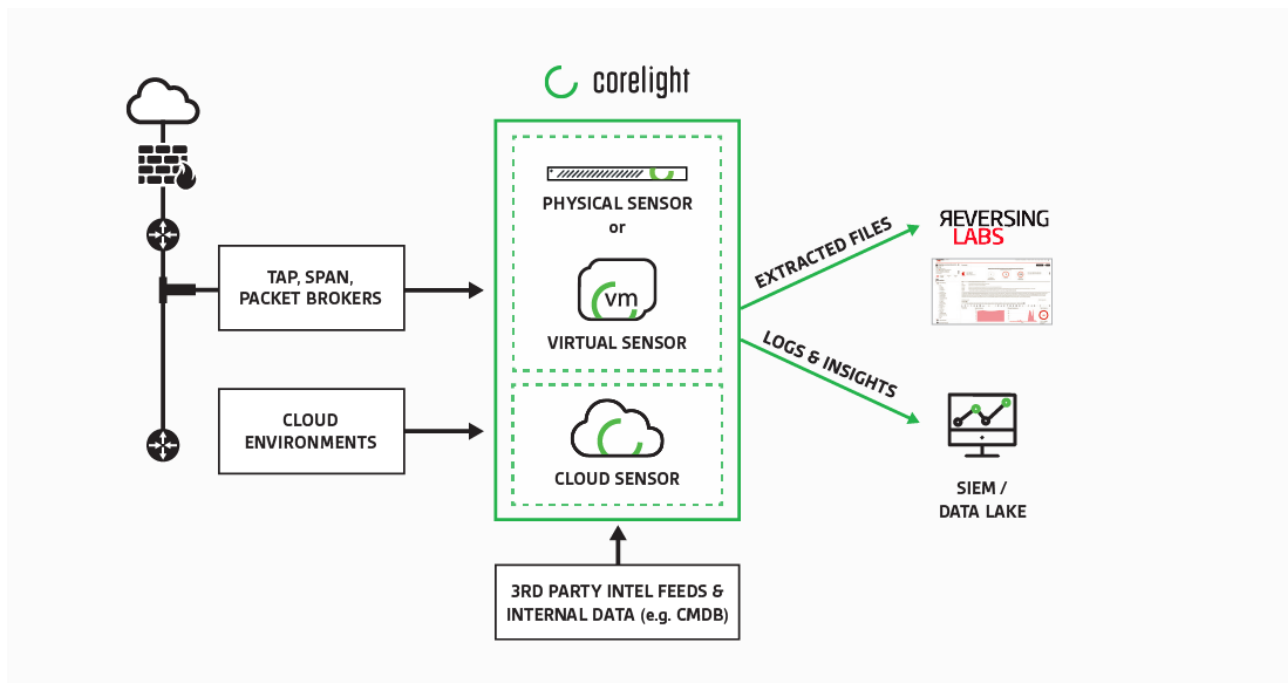 corelight
PHYSICAL SENSOR
or
vm
VIRTUAL SENSOR
CLOUD SENSOR
TAP, SPAN,
PACKET BROKERS
CLOUD
ENVIRONMENTS
3RD PARTY INTEL FEEDS &
INTERNAL DATA (e.g. CMDB)
EXTRACTED FILES
LOGS & INSIGHTS
REVERSING
LABS
SIEM /
DATA LAKE